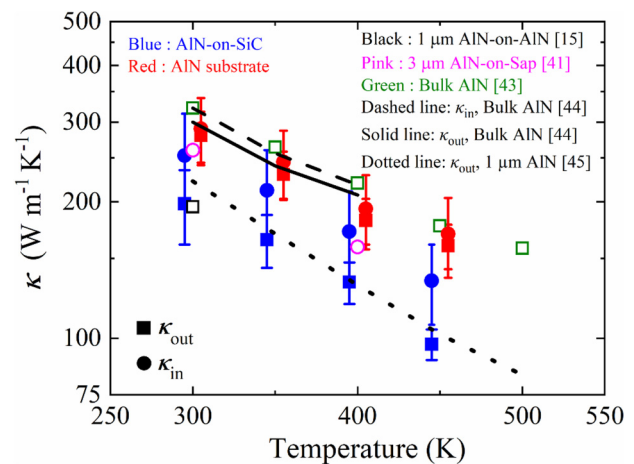 500
400
300
200
100
75
κ (W m⁻¹ K⁻¹)
Blue : AlN-on-SiC
Red : AlN substrate
Black : 1 μm AlN-on-AlN [15]
Pink : 3 μm AlN-on-Sap [41]
Green : Bulk AlN [43]
Dashed line: κin, Bulk AlN [44]
Solid line: κout, Bulk AlN [44]
Dotted line: κout, 1 μm AlN [45]
κout
κin
250 300 350 400 450 500 550
Temperature (K)